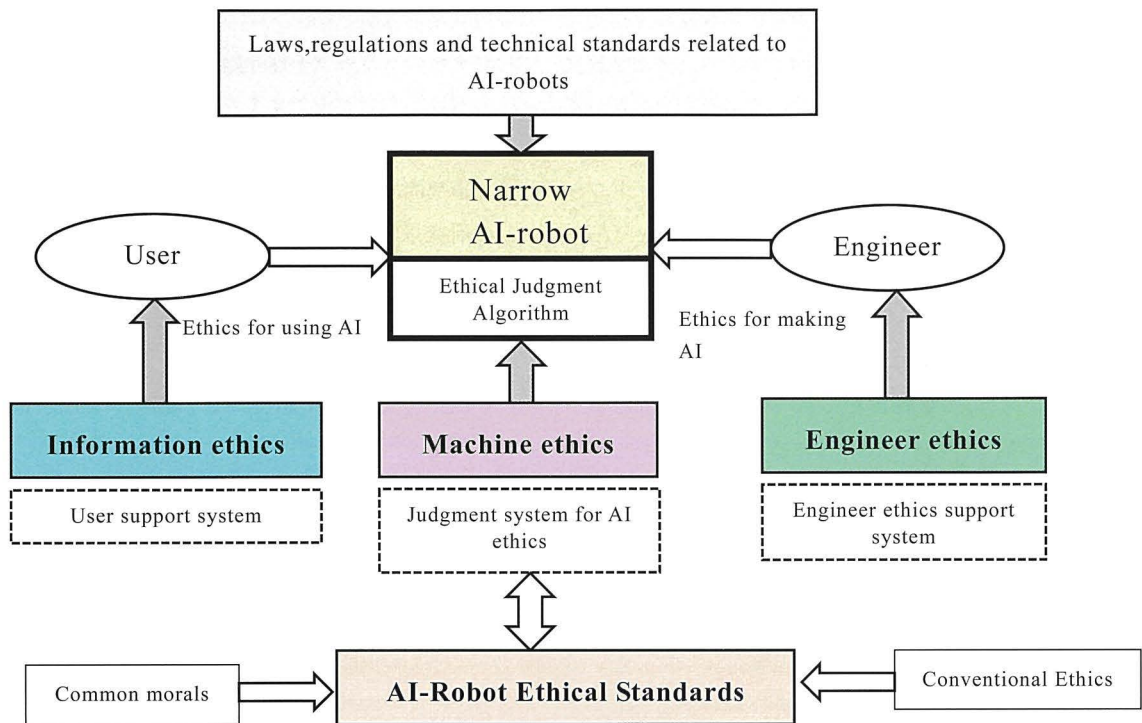 Laws,regulations and technical standards related to
AI-robots
Narrow
AI-robot
User
Engineer
Ethical Judgment
Algorithm
Ethics for using AI
Ethics for making
AI
Information ethics
Machine ethics
Engineer ethics
User support system
Judgment system for AI
ethics
Engineer ethics support
system
Common morals
AI-Robot Ethical Standards
Conventional Ethics